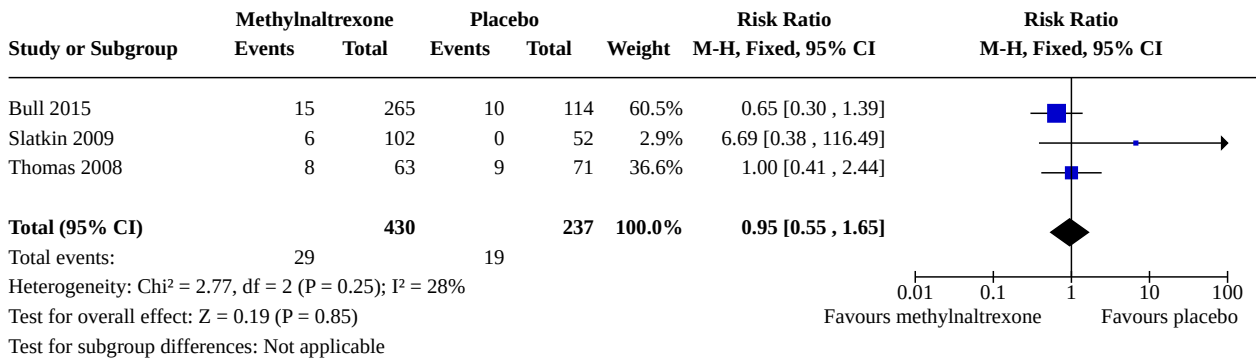 Methylnaltrexone Placebo Risk Ratio Risk Ratio
Study or Subgroup Events Total Events Total Weight M-H, Fixed, 95% CI M-H, Fixed, 95% CI
Bull 2015 15 265 10 114 60.5% 0.65 [0.30 , 1.39]
Slatkin 2009 6 102 0 52 2.9% 6.69 [0.38 , 116.49]
Thomas 2008 8 63 9 71 36.6% 1.00 [0.41 , 2.44]
Total (95% CI) 430 237 100.0% 0.95 [0.55 , 1.65]
Total events: 29 19
Heterogeneity: Chi² = 2.77, df = 2 (P = 0.25); I² = 28%
0.01 0.1 1 10 100
Test for overall effect: Z = 0.19 (P = 0.85) Favours methylnaltrexone Favours placebo
Test for subgroup differences: Not applicable